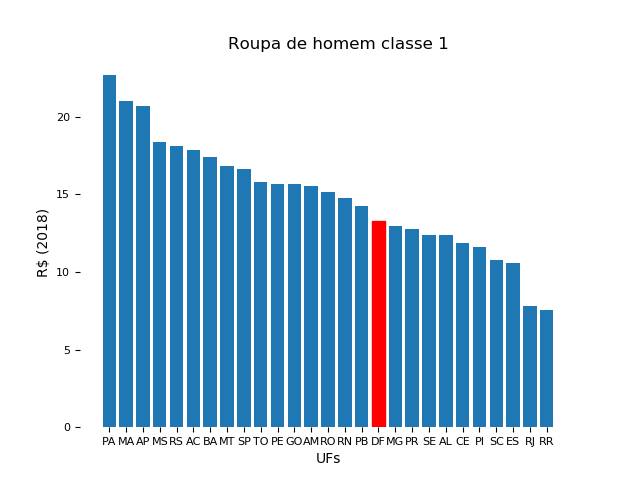 Roupa de homem classe 1
R$ (2018)
20
15
10
5
0
PA MA AP MS RS AC BA MT SP TO PE GO AM RO RN PB DF MG PR SE AL CE PI SC ES RJ RR
UFs